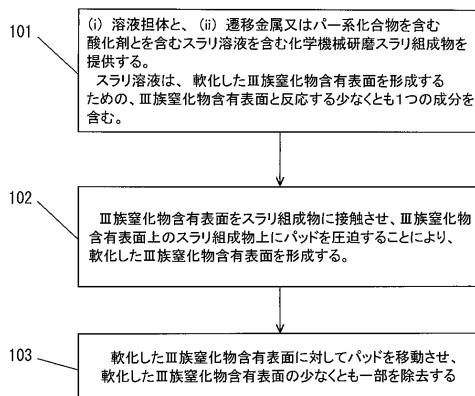 101
(i) 溶液担体と、(ii) 遷移金属又はパー系化合物を含む
酸化剤とを含むスラリ溶液を含む化学機械研磨スラリ組成物を
提供する。
スラリ溶液は、軟化したⅢ族窒化物含有表面を形成する
ための、Ⅲ族窒化物含有表面と反応する少なくとも1つの成分を
含む。
102
Ⅲ族窒化物含有表面をスラリ組成物に接触させ、Ⅲ族窒化物
含有表面上のスラリ組成物上にパッドを圧迫することにより、
軟化したⅢ族窒化物含有表面を形成する。
103
軟化したⅢ族窒化物含有表面に対してパッドを移動させ、
軟化したⅢ族窒化物含有表面の少なくとも一部を除去する